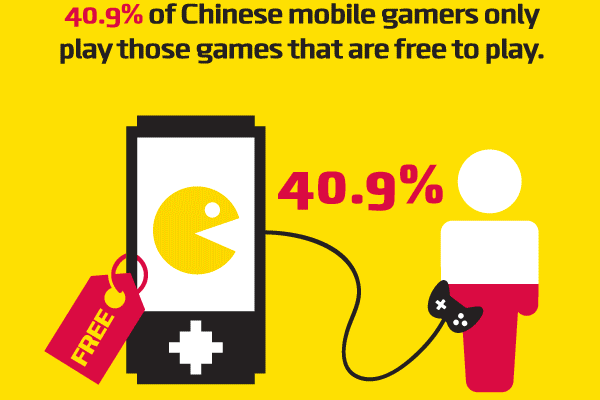 40.9% of Chinese mobile gamers only
play those games that are free to play.
40.9%
FREE